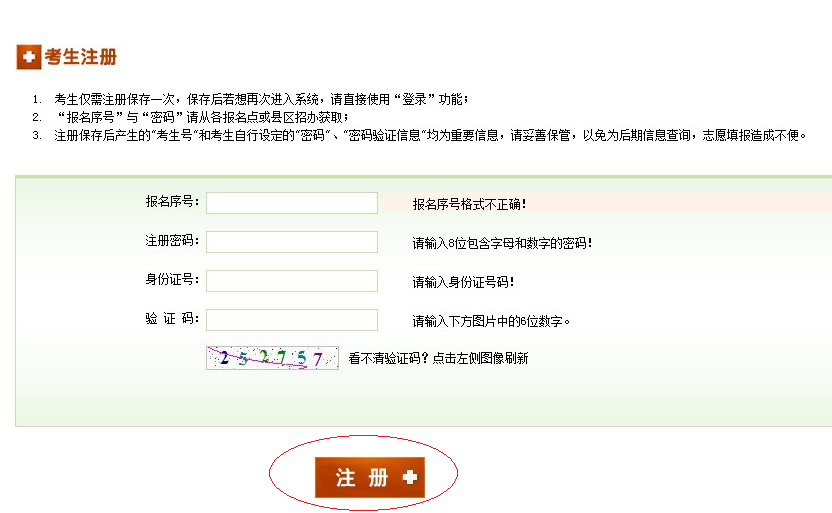 考生注册
1. 考生仅需注册保存一次，保存后若想再次进入系统，请直接使用“登录”功能；
2. “报名序号”与“密码”请从各报名点或县区招办获取；
3. 注册保存后产生的"考生号"和考生自行设定的"密码"、"密码验证信息"均为重要信息，请妥善保管，以免为后期信息查询，志愿填报造成不便。
报名序号： 报名序号格式不正确！
注册密码： 请输入8位包含字母和数字的密码！
身份证号： 请输入身份证号码！
验 证 码： 请输入下方图片中的6位数字。
252757 看不清验证码？点击左侧图像刷新
注 册